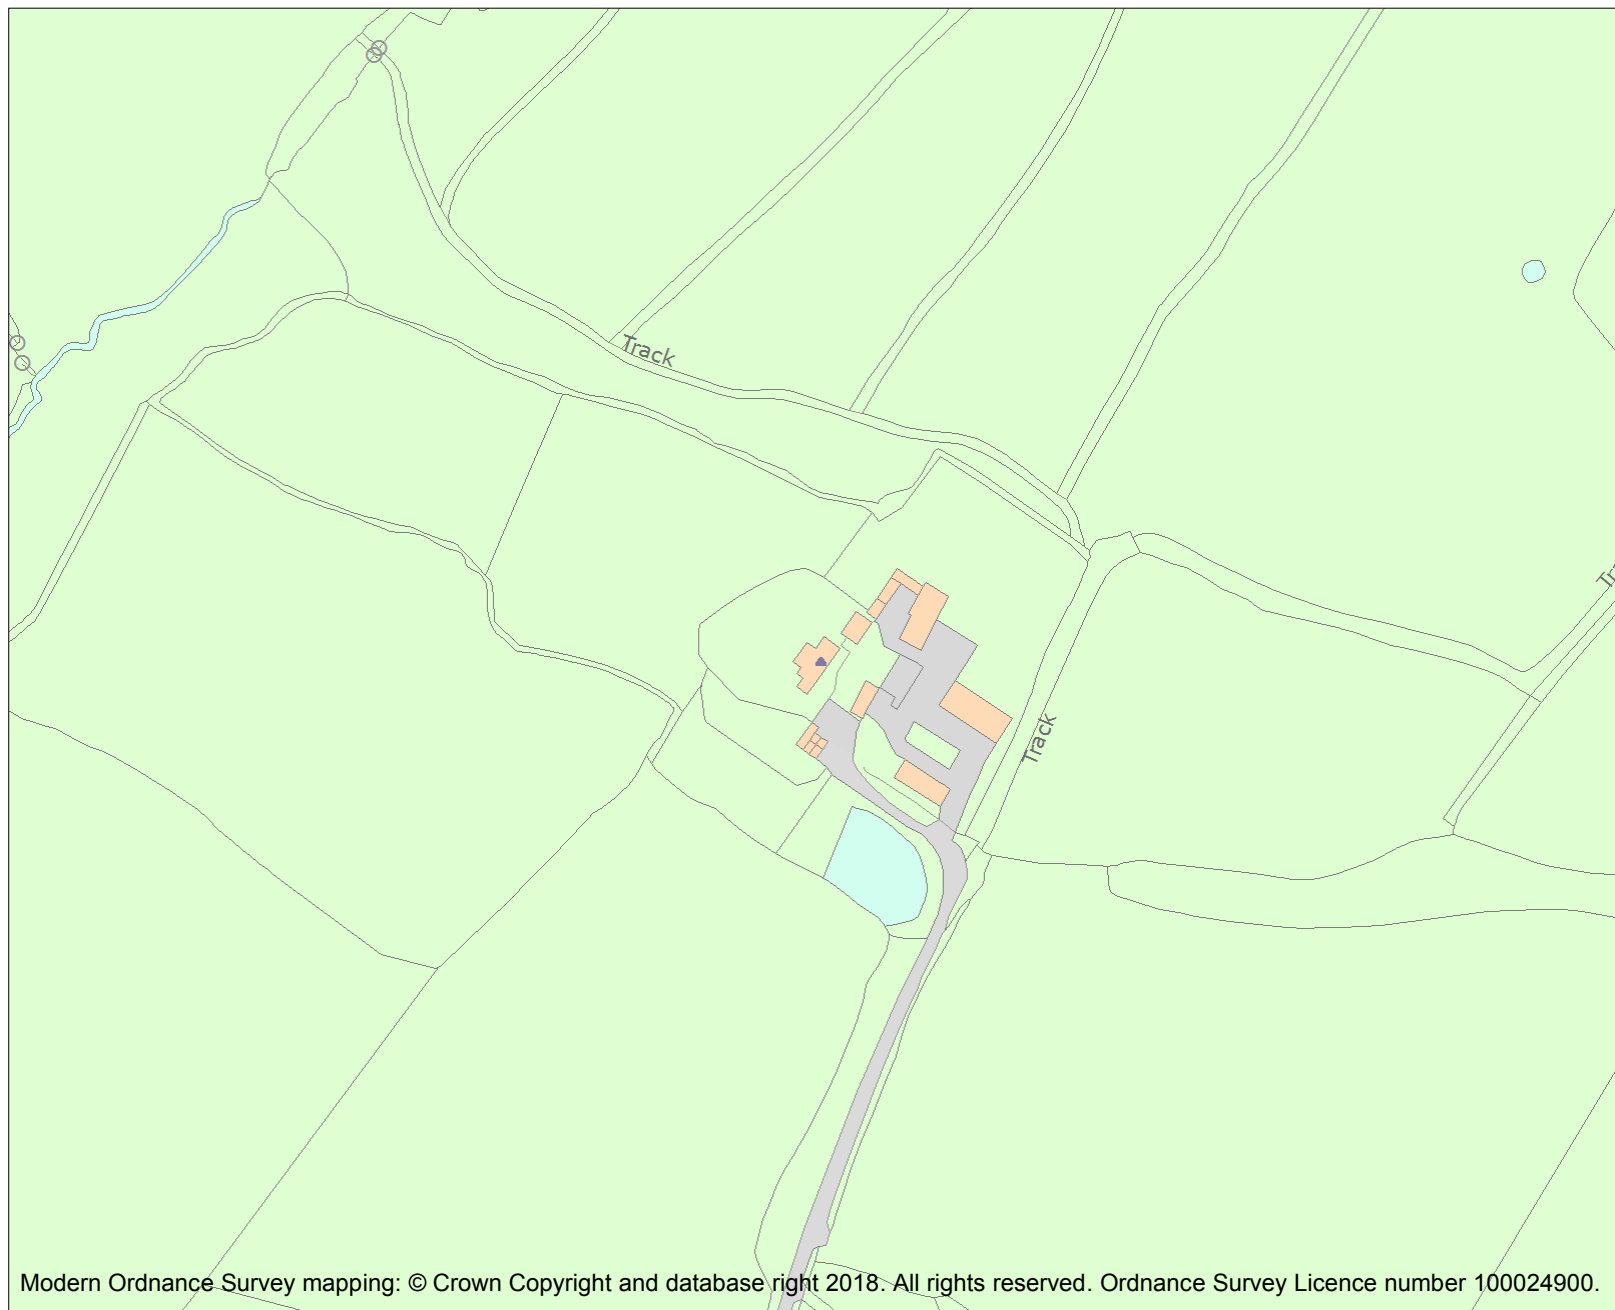 Track
Track
Modern Ordnance Survey mapping: © Crown Copyright and database right 2018. All rights reserved. Ordnance Survey Licence number 100024900.